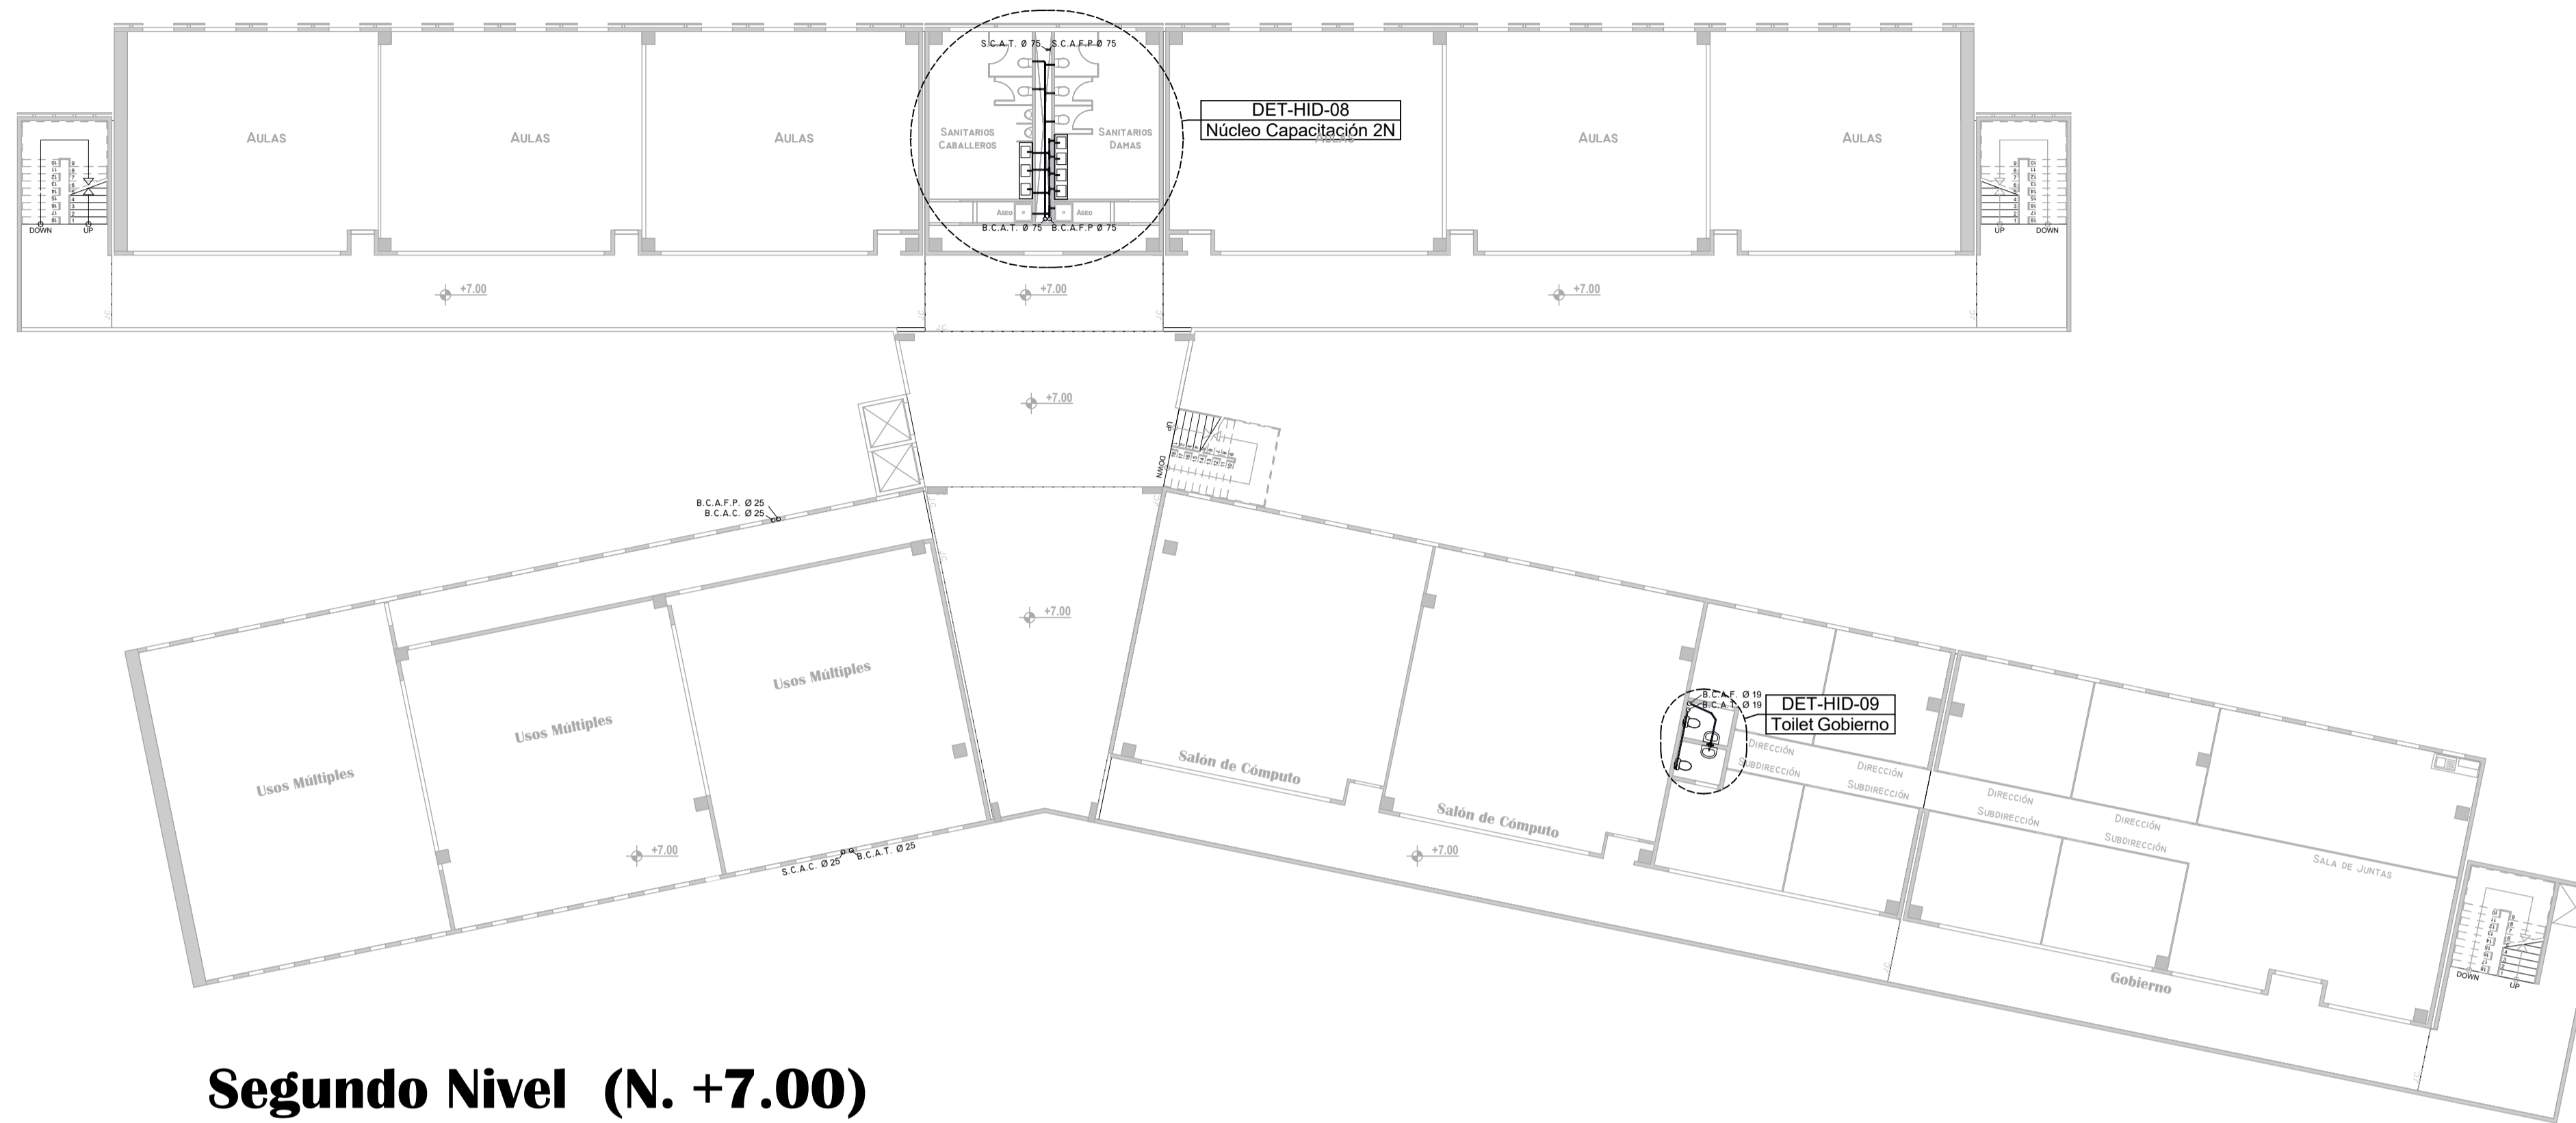 S.C.A.T. Ø 75
S.C.A.F.P Ø 75
DET-HID-08
Núcleo Capacitación 2N
AULAS
AULAS
AULAS
SANITARIOS
CABALLEROS
SANITARIOS
DAMAS
AULAS
AULAS
AULAS
ASEO
ASEO
B.C.A.T. Ø 75
B.C.A.F.P Ø 75
DOWN
UP
UP
DOWN
+7.00
+7.00
+7.00
+7.00
UP
DOWN
B.C.A.F.P. Ø 25
B.C.A.C. Ø 25
+7.00
Usos Múltiples
Usos Múltiples
Usos Múltiples
B.C.A.F. Ø 19
B.C.A.T. Ø 19
DET-HID-09
Toilet Gobierno
DIRECCIÓN
SUBDIRECCIÓN
DIRECCIÓN
SUBDIRECCIÓN
DIRECCIÓN
SUBDIRECCIÓN
DIRECCIÓN
SUBDIRECCIÓN
SALA DE JUNTAS
Salón de Cómputo
Salón de Cómputo
+7.00
S.C.A.C. Ø 25
B.C.A.T. Ø 25
+7.00
Gobierno
DOWN
UP
Segundo Nivel (N. +7.00)